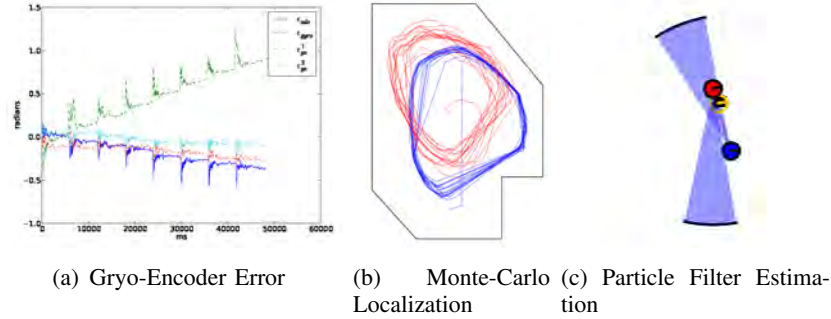 1.5
1.0
0.5
0.0
-0.5
-1.0
radians
0
10000
20000
30000
40000
50000
60000
ms
(a) Gryo-Encoder Error
(b) Monte-Carlo
Localization
(c) Particle Filter Estima-
tion